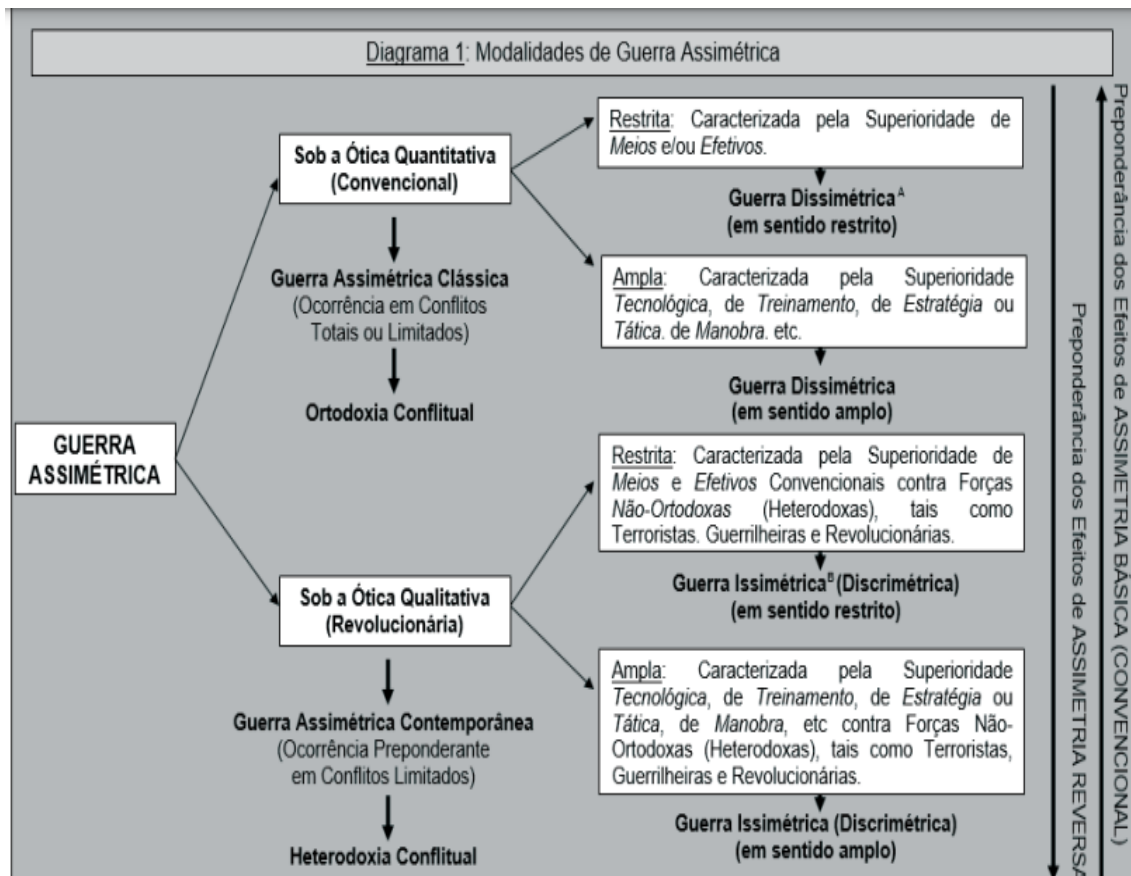 Diagrama 1: Modalidades de Guerra Assimétrica
GUERRA
ASSIMÉTRICA
Sob a Ótica Quantitativa
(Convencional)
Guerra Assimétrica Clássica
(Ocorrência em Conflitos
Totais ou Limitados)
Ortodoxia Conflitual
Restrita: Caracterizada pela Superioridade de
Meios e/ou Efetivos.
Guerra Dissimétrica A
(em sentido restrito)
Ampla: Caracterizada pela Superioridade
Tecnológica, de Treinamento, de Estratégia ou
Tática. de Manobra. etc.
Guerra Dissimétrica
(em sentido amplo)
Sob a Ótica Qualitativa
(Revolucionária)
Guerra Assimétrica Contemporânea
(Ocorrência Preponderante
em Conflitos Limitados)
Heterodoxia Conflitual
Restrita: Caracterizada pela Superioridade de
Meios e Efetivos Convencionais contra Forças
Não-Ortodoxas (Heterodoxas), tais como
Terroristas. Guerrilheiras e Revolucionárias.
Guerra Issimétrica B (Discrimétrica)
(em sentido restrito)
Ampla: Caracterizada pela Superioridade
Tecnológica, de Treinamento, de Estratégia ou
Tática, de Manobra, etc contra Forças Não-
Ortodoxas (Heterodoxas), tais como Terroristas,
Guerrilheiras e Revolucionárias.
Guerra Issimétrica (Discrimétrica)
(em sentido amplo)
Preponderância dos Efeitos de ASSIMETRIA REVERSA
Preponderância dos Efeitos de ASSIMETRIA BÁSICA (CONVENCIONAL)